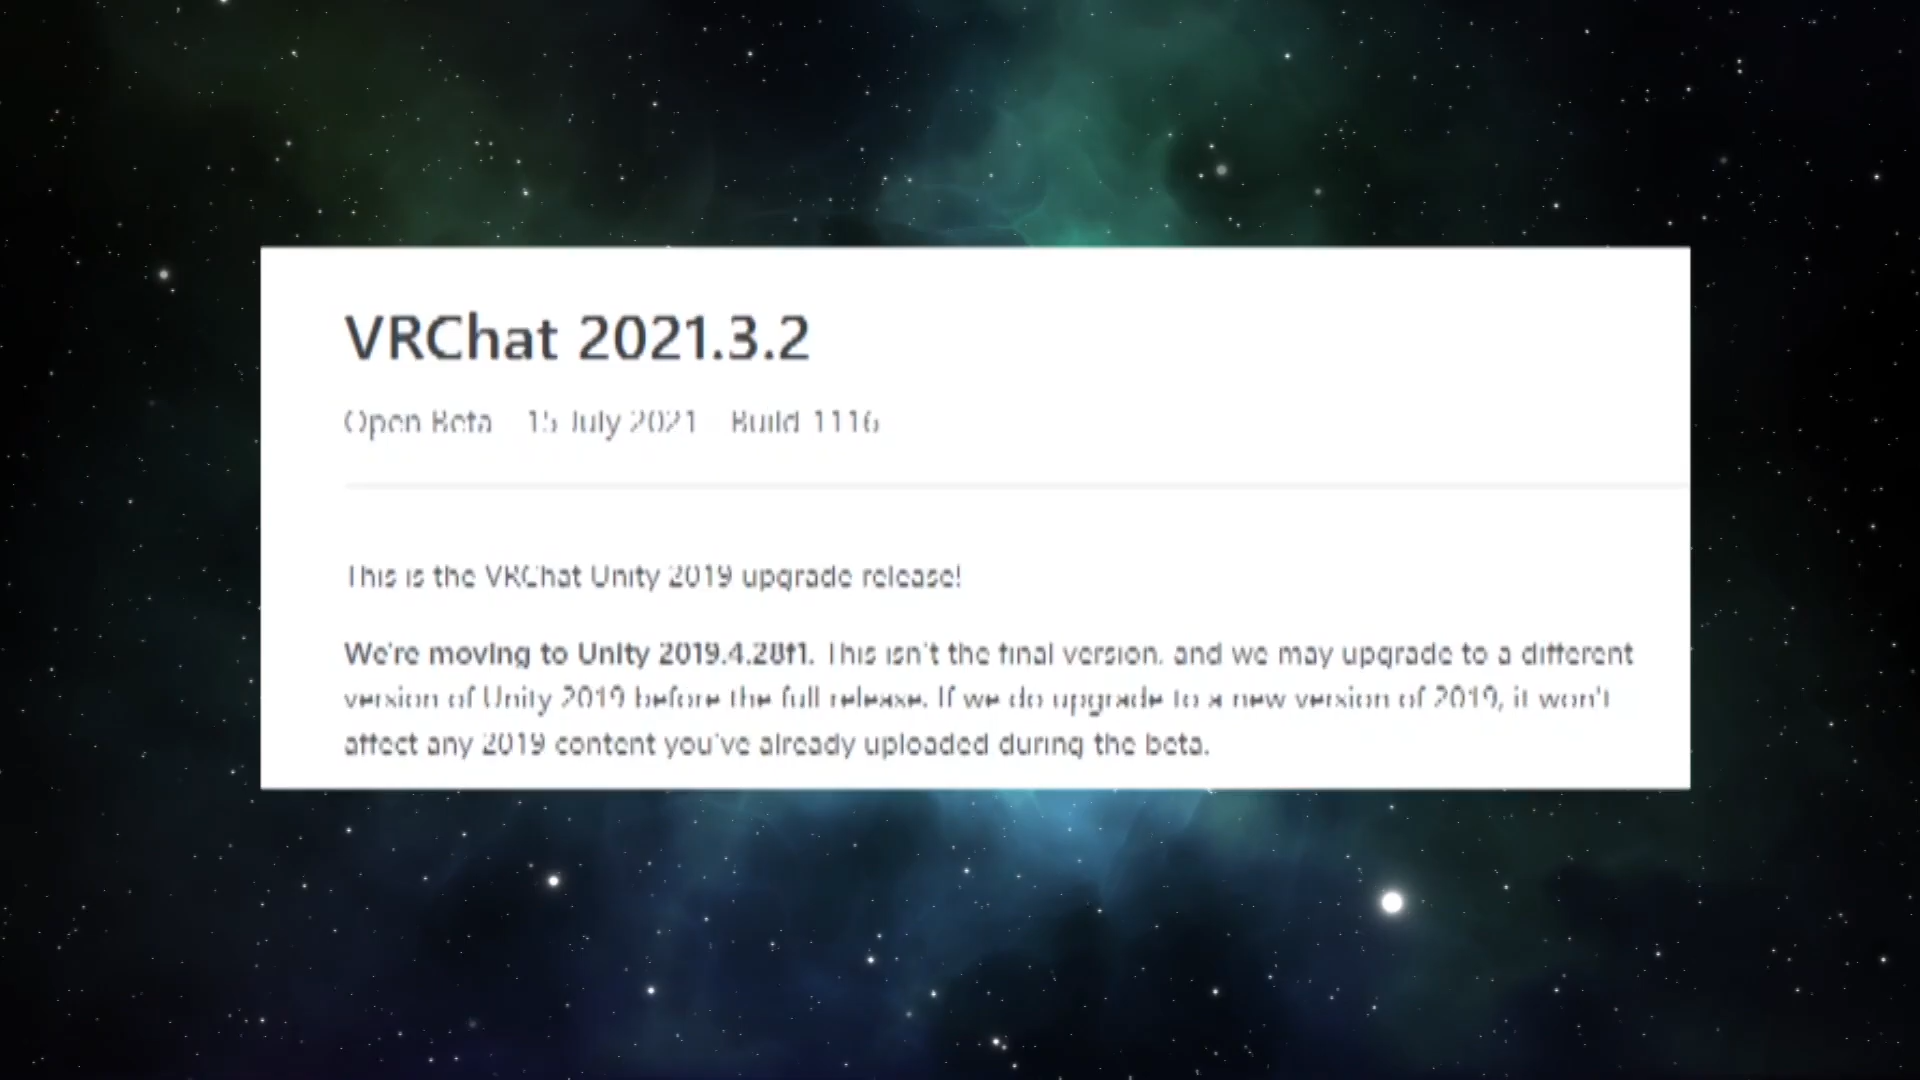 VRChat 2021.3.2
Open Beta - 15 July 2021 - Build 1116
This is the VRChat Unity 2019 upgrade release!
We're moving to Unity 2019.4.28f1. This isn't the final version, and we may upgrade to a different
version of Unity 2019 before the full release. If we do upgrade to a new version of 2019, it won't
affect any 2019 content you've already uploaded during the beta.